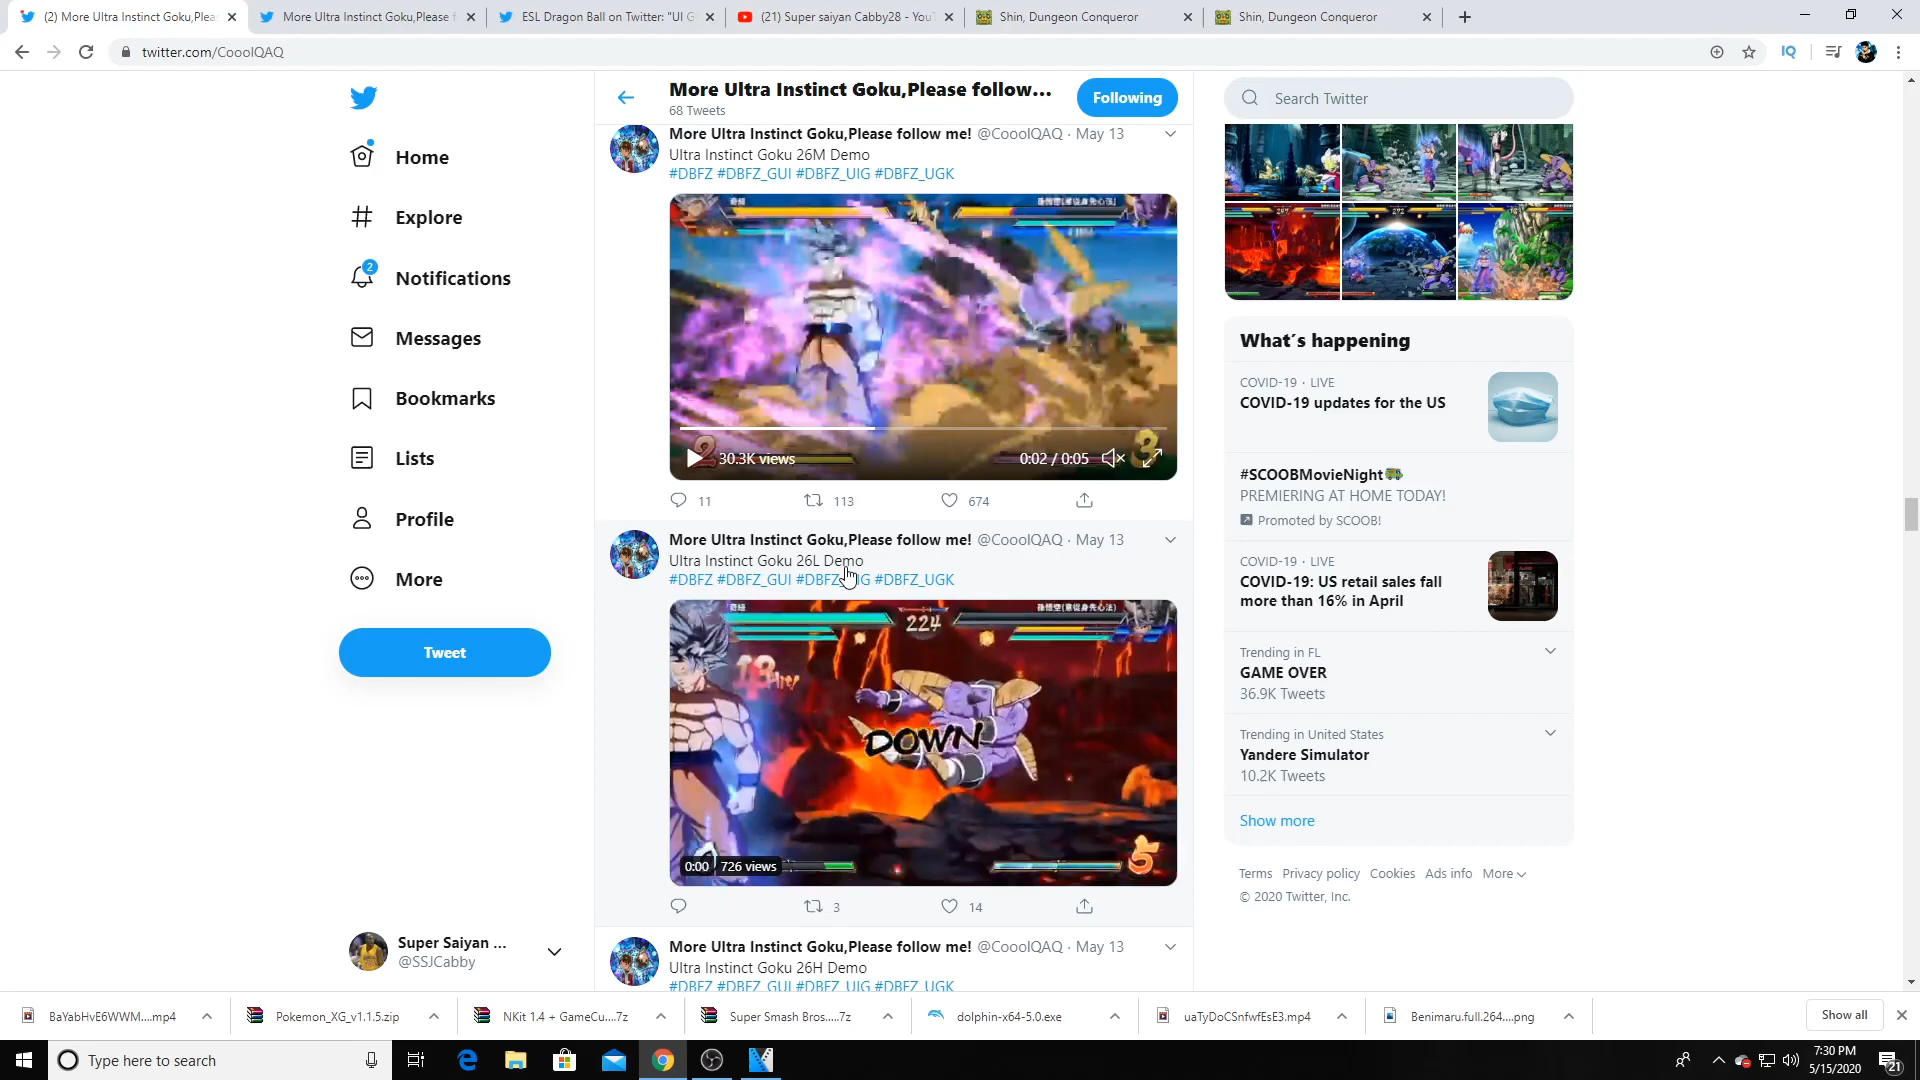 (2) More Ultra Instinct Goku,Plea
More Ultra Instinct Goku,Please f
ESL Dragon Ball on Twitter: "UI G
(21) Super saiyan Cabby28 - You
Shin, Dungeon Conqueror
Shin, Dungeon Conqueror
twitter.com/CooolQAQ
IQ
Home
Explore
2
Notifications
Messages
Bookmarks
Lists
Profile
More
Tweet
Super Saiyan ...
@SSJCabby
More Ultra Instinct Goku,Please follow...
68 Tweets
Following
More Ultra Instinct Goku,Please follow me! @CooolQAQ · May 13
Ultra Instinct Goku 26M Demo
#DBFZ #DBFZ_GUI #DBFZ_UIG #DBFZ_UGK
2
3
30.3K views
0:02 / 0:05
11
113
674
More Ultra Instinct Goku,Please follow me! @CooolQAQ · May 13
Ultra Instinct Goku 26L Demo
#DBFZ #DBFZ_GUI #DBFZ_UIG #DBFZ_UGK
224
DOWN
5
0:00
726 views
3
14
More Ultra Instinct Goku,Please follow me! @CooolQAQ · May 13
Ultra Instinct Goku 26H Demo
#DBFZ #DBFZ_GUI #DBFZ_UIG #DBFZ_UGK
Search Twitter
What's happening
COVID-19 · LIVE
COVID-19 updates for the US
#SCOOBMovieNight
PREMIERING AT HOME TODAY!
Promoted by SCOOB!
COVID-19 · LIVE
COVID-19: US retail sales fall
more than 16% in April
Trending in FL
GAME OVER
36.9K Tweets
Trending in United States
Yandere Simulator
10.2K Tweets
Show more
Terms Privacy policy Cookies Ads info More
© 2020 Twitter, Inc.
BaYabHvE6WWM....mp4
Pokemon_XG_v1.1.5.zip
NKit 1.4 + GameCu....7z
Super Smash Bros.....7z
dolphin-x64-5.0.exe
uaTyDoCSnfwfEsE3.mp4
Benimaru.full.264....png
Show all
Type here to search
7:30 PM
5/15/2020
21